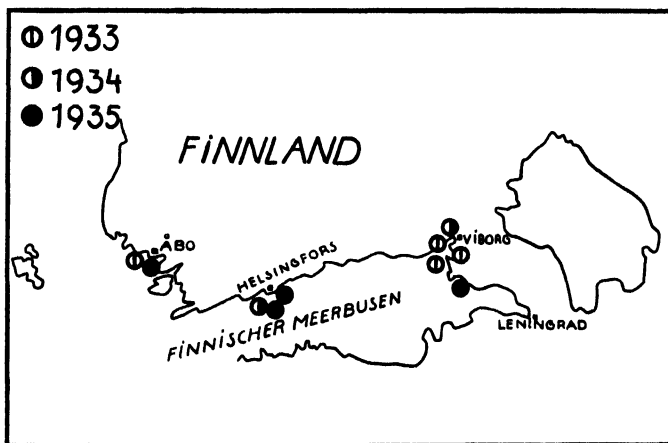 1933
1934
1935
FiNNLAND
ÅBO
HELSINGFORS
ViBORG
FiNNiSCHER MEERBUSEN
LENiNGRAD